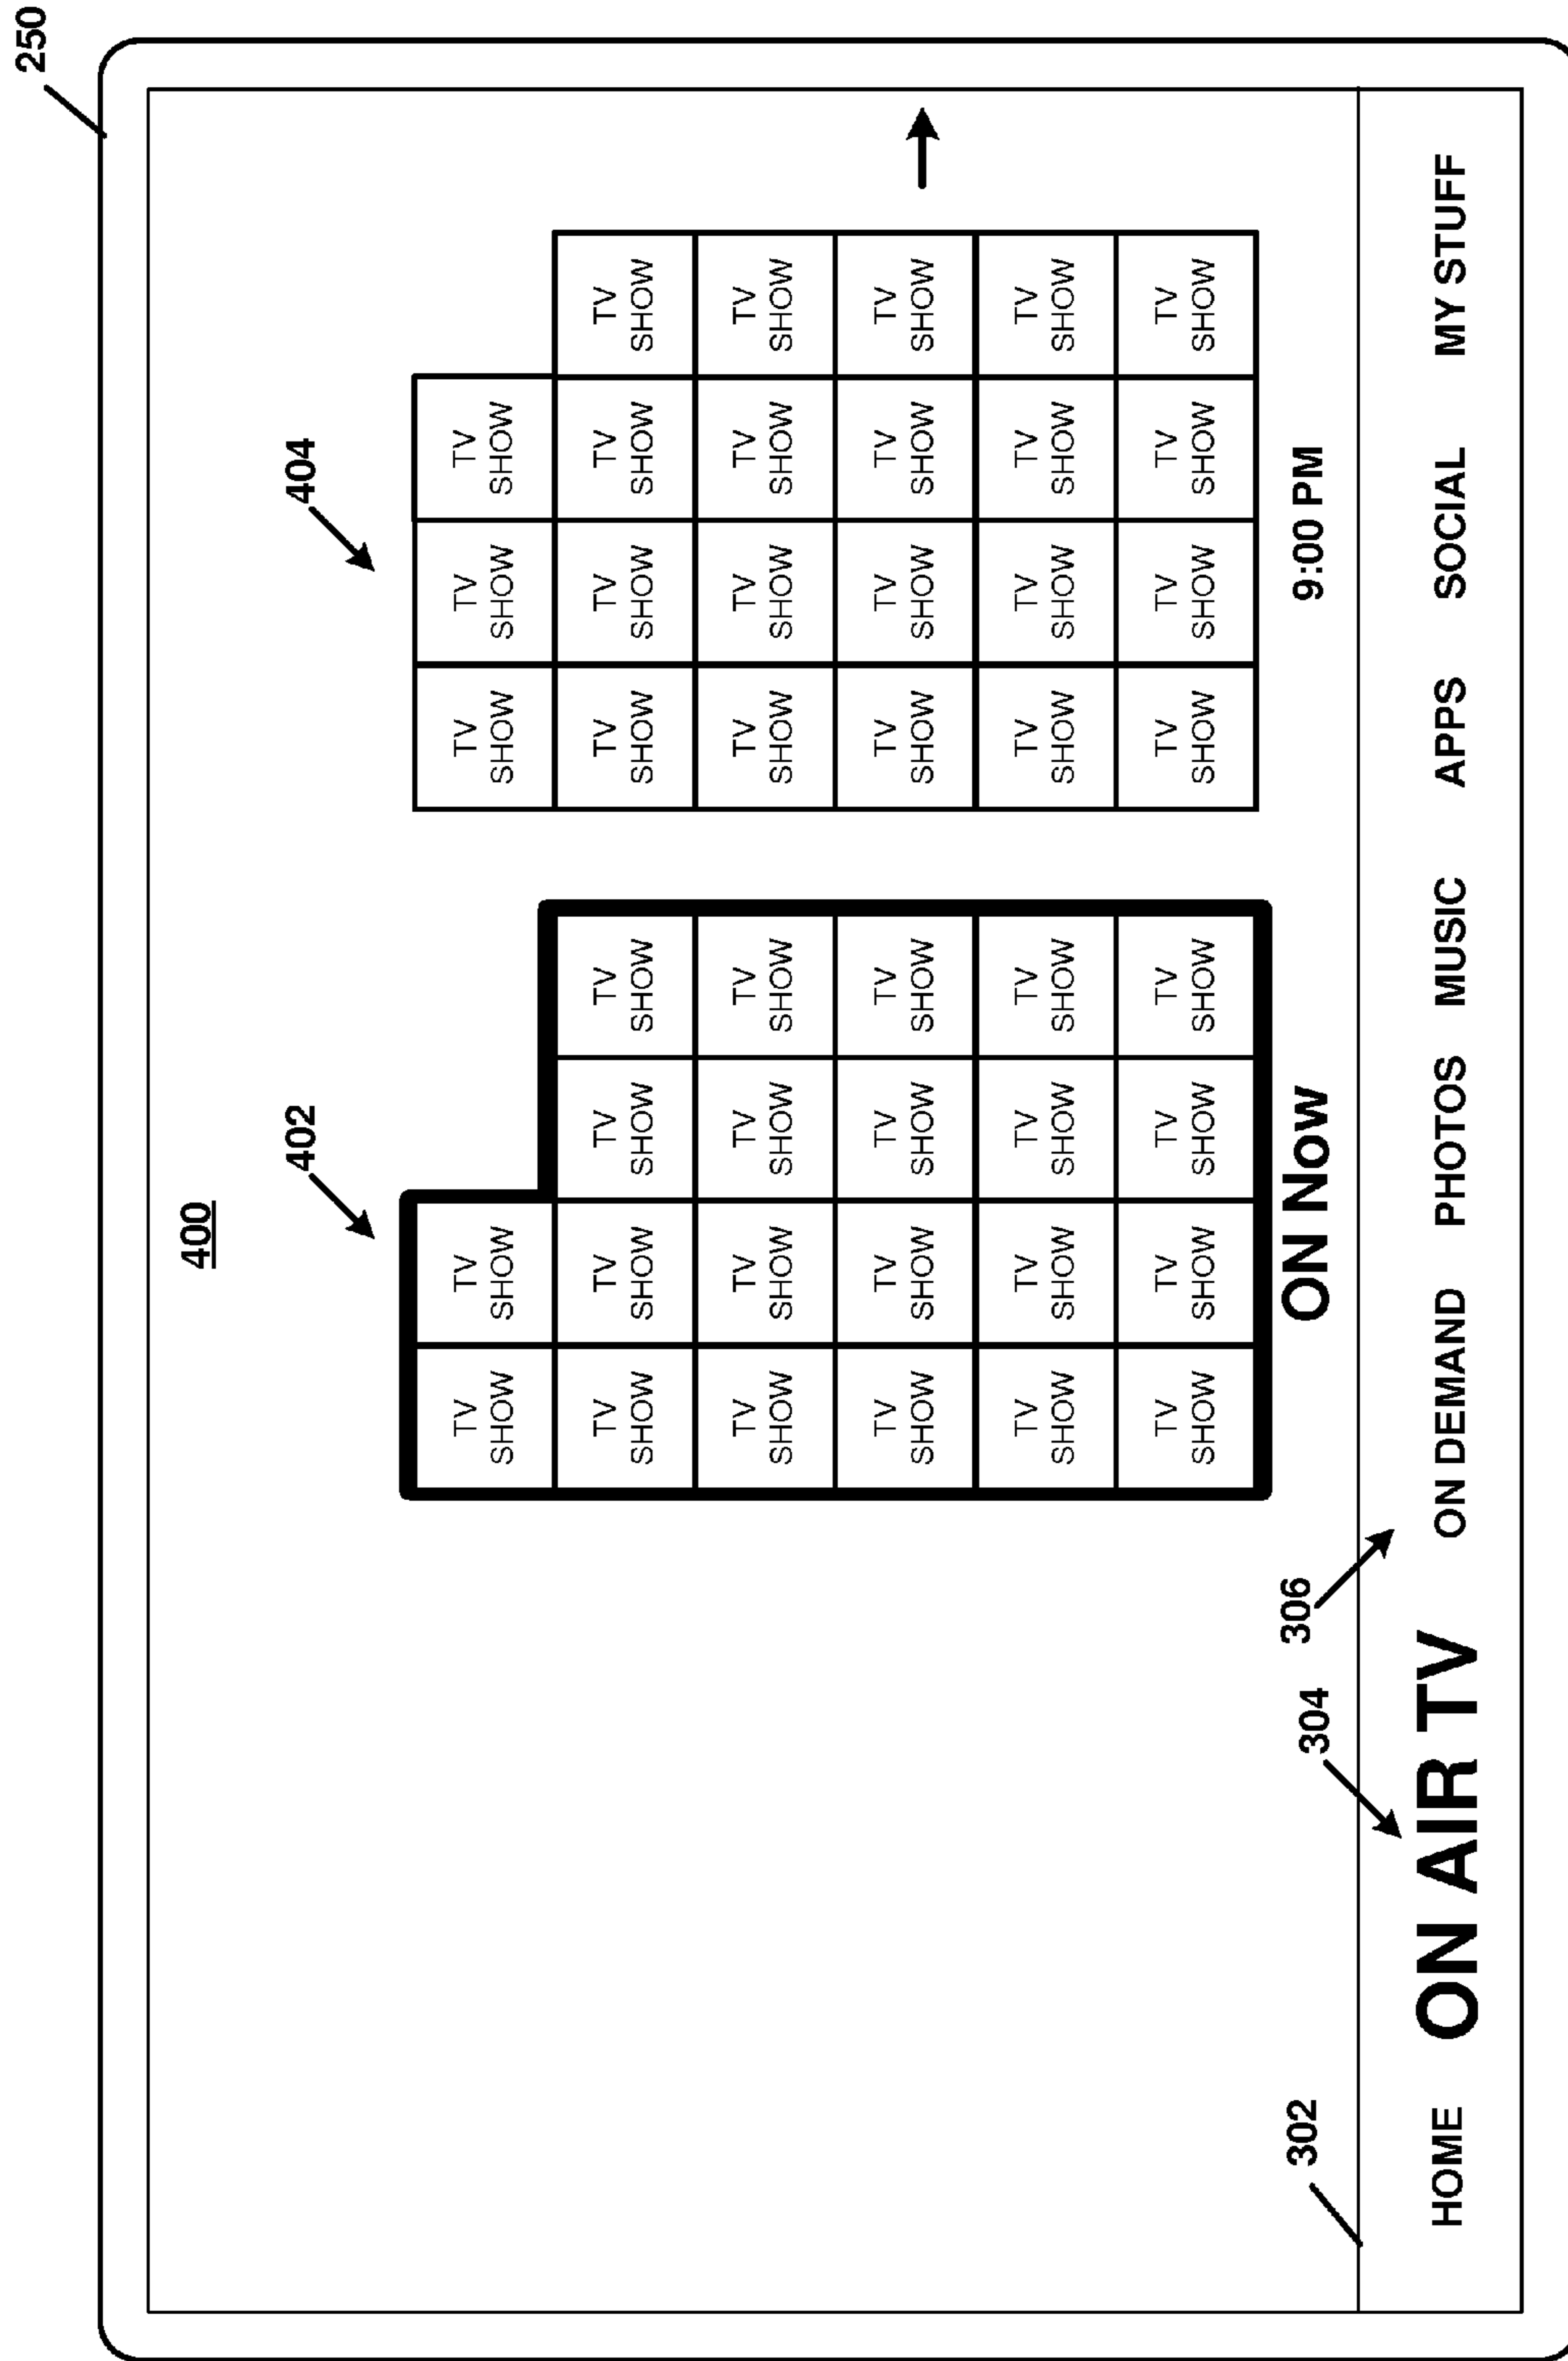 250
400
402 404
TV TV TV TV TV
SHOW SHOW SHOW SHOW SHOW
TV TV TV TV TV TV TV TV
SHOW SHOW SHOW SHOW SHOW SHOW SHOW SHOW
TV TV TV TV TV TV TV TV
SHOW SHOW SHOW SHOW SHOW SHOW SHOW SHOW
TV TV TV TV TV TV TV TV
SHOW SHOW SHOW SHOW SHOW SHOW SHOW SHOW
TV TV TV TV TV TV TV TV
SHOW SHOW SHOW SHOW SHOW SHOW SHOW SHOW
TV TV TV TV TV TV TV TV
SHOW SHOW SHOW SHOW SHOW SHOW SHOW SHOW
302 304 306 ON Now 9:00 PM
HOME ON AIR TV ON DEMAND PHOTOS MUSIC APPS SOCIAL MY STUFF